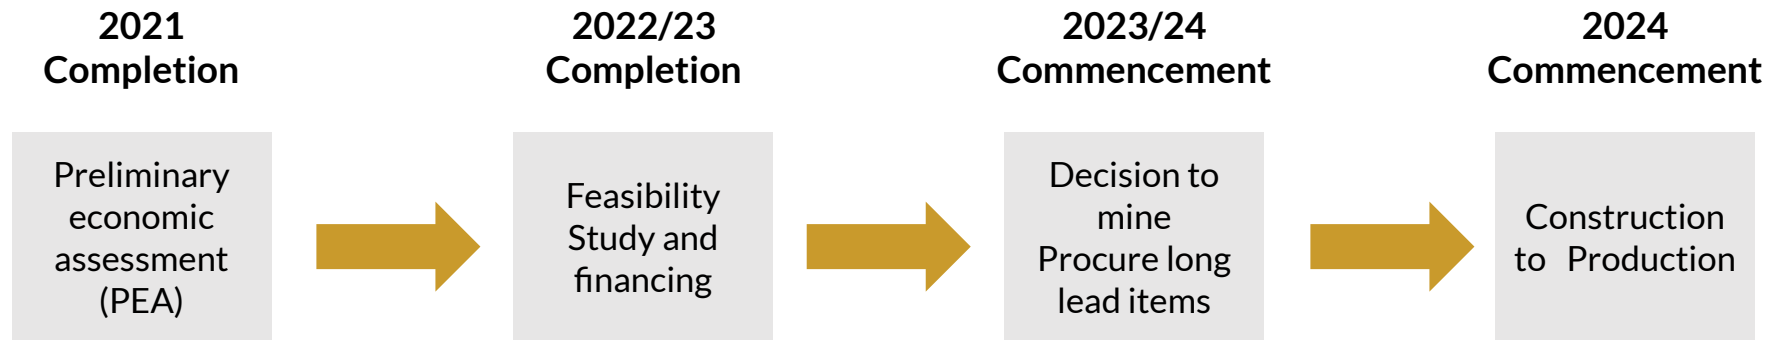 2021
Completion
2022/23
Completion
2023/24
Commencement
2024
Commencement
Preliminary
economic
assessment
(PEA)
Feasibility
Study and
financing
Decision to
mine
Procure long
lead items
Construction
to Production